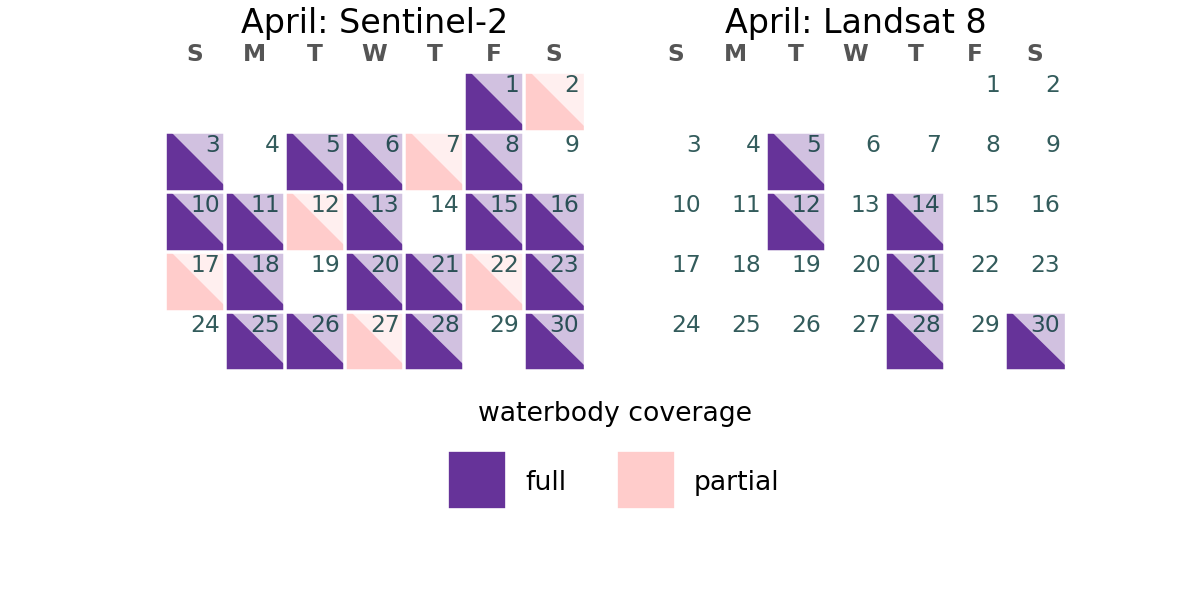 April: Sentinel-2
S M T W T F S
1 2
3 4 5 6 7 8 9
10 11 12 13 14 15 16
17 18 19 20 21 22 23
24 25 26 27 28 29 30
April: Landsat 8
S M T W T F S
1 2
3 4 5 6 7 8 9
10 11 12 13 14 15 16
17 18 19 20 21 22 23
24 25 26 27 28 29 30
waterbody coverage
full partial